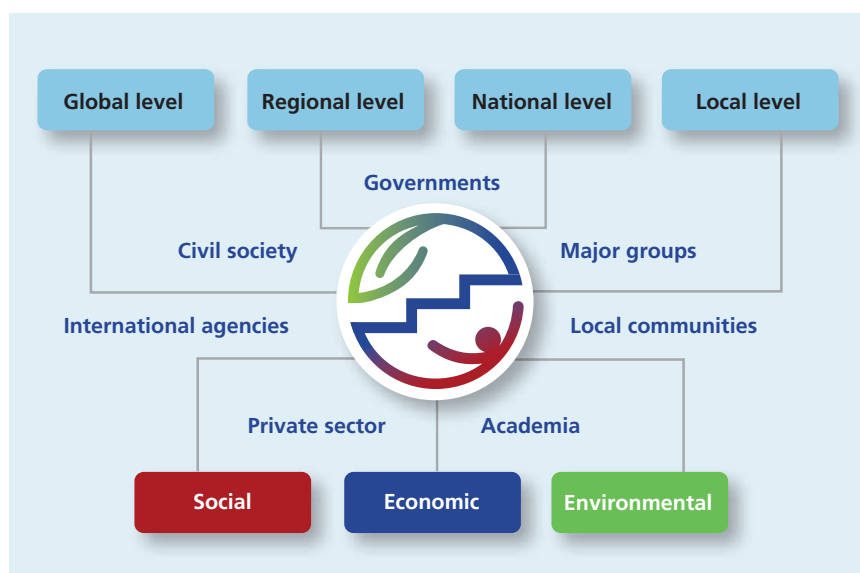 Global level
Regional level
National level
Local level
Governments
Civil society
Major groups
International agencies
Local communities
Private sector
Academia
Social
Economic
Environmental